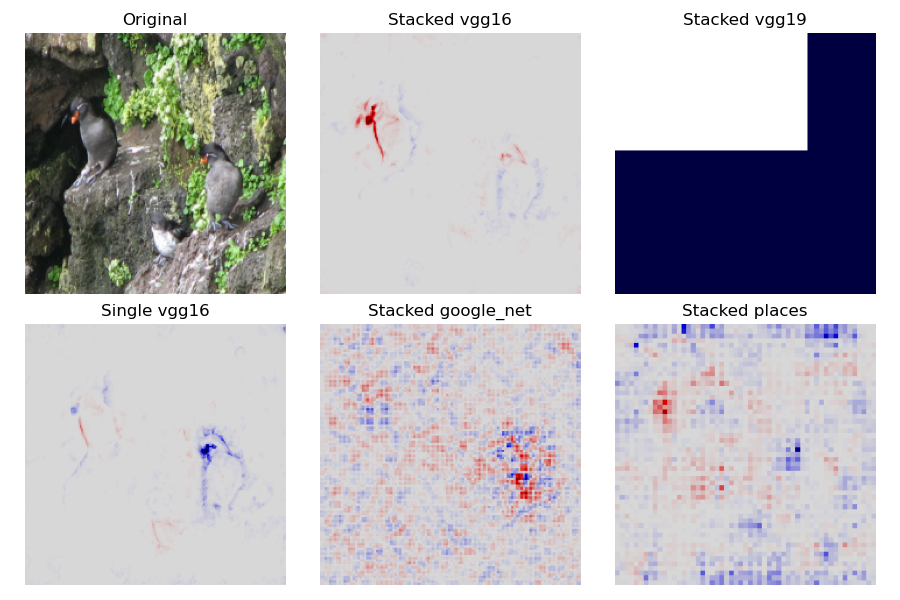 Original
Stacked vgg16
Stacked vgg19
Single vgg16
Stacked google_net
Stacked places